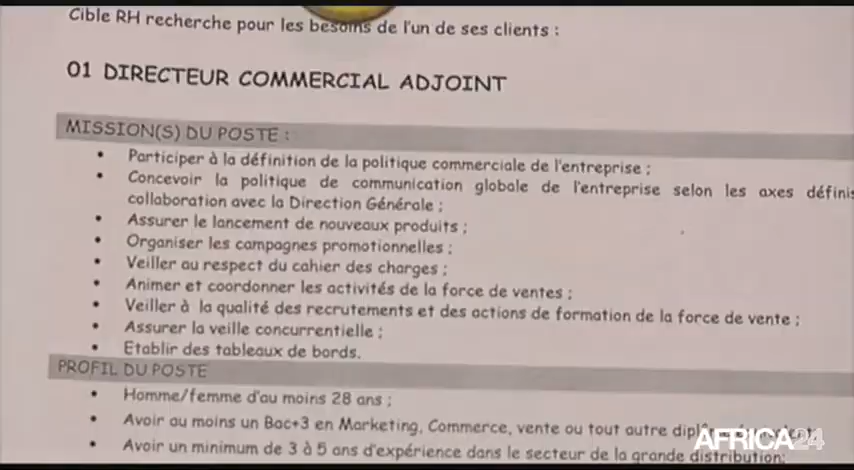 Cible RH recherche pour les besoins de l'un de ses clients :
01 DIRECTEUR COMMERCIAL ADJOINT
MISSION(S) DU POSTE :
• Participer à la définition de la politique commerciale de l'entreprise ;
• Concevoir la politique de communication globale de l'entreprise selon les axes définis
collaboration avec la Direction Générale ;
• Assurer le lancement de nouveaux produits ;
• Organiser les campagnes promotionnelles ;
• Veiller au respect du cahier des charges ;
• Animer et coordonner les activités de la force de ventes ;
• Veiller à la qualité des recrutements et des actions de formation de la force de vente ;
• Assurer la veille concurrentielle ;
• Etablir des tableaux de bords.
PROFIL DU POSTE
• Homme/femme d'au moins 28 ans ;
• Avoir au moins un Bac+3 en Marketing, Commerce, vente ou tout autre
• Avoir un minimum de 3 à 5 ans d'expérience dans le secteur de la grande distribution;
AFRICA24